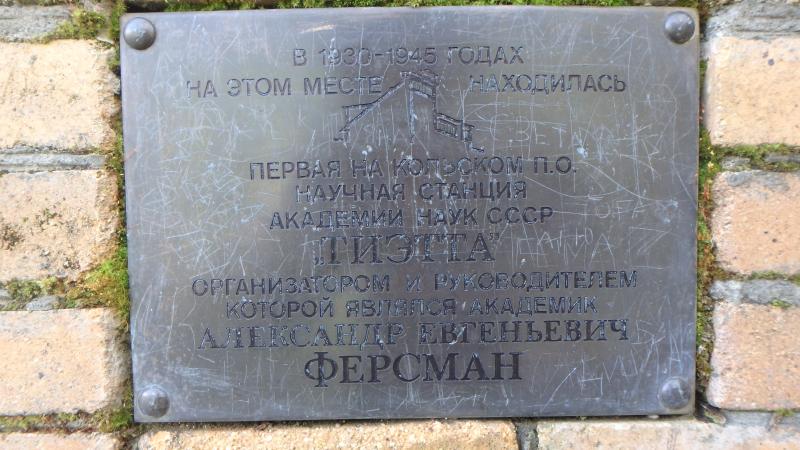 В 1930-1945 ГОДАХ
НА ЭТОМ МЕСТЕ НАХОДИЛАСЬ
ПЕРВАЯ НА КОЛЬСКОМ П.О.
НАУЧНАЯ СТАНЦИЯ
АКАДЕМИИ НАУК СССР
„ТИЭТТА"
ОРГАНИЗАТОРОМ И РУКОВОДИТЕЛЕМ
КОТОРОЙ ЯВЛЯЛСЯ АКАДЕМИК
АЛЕКСАНДР ЕВГЕНЬЕВИЧ
ФЕРСМАН